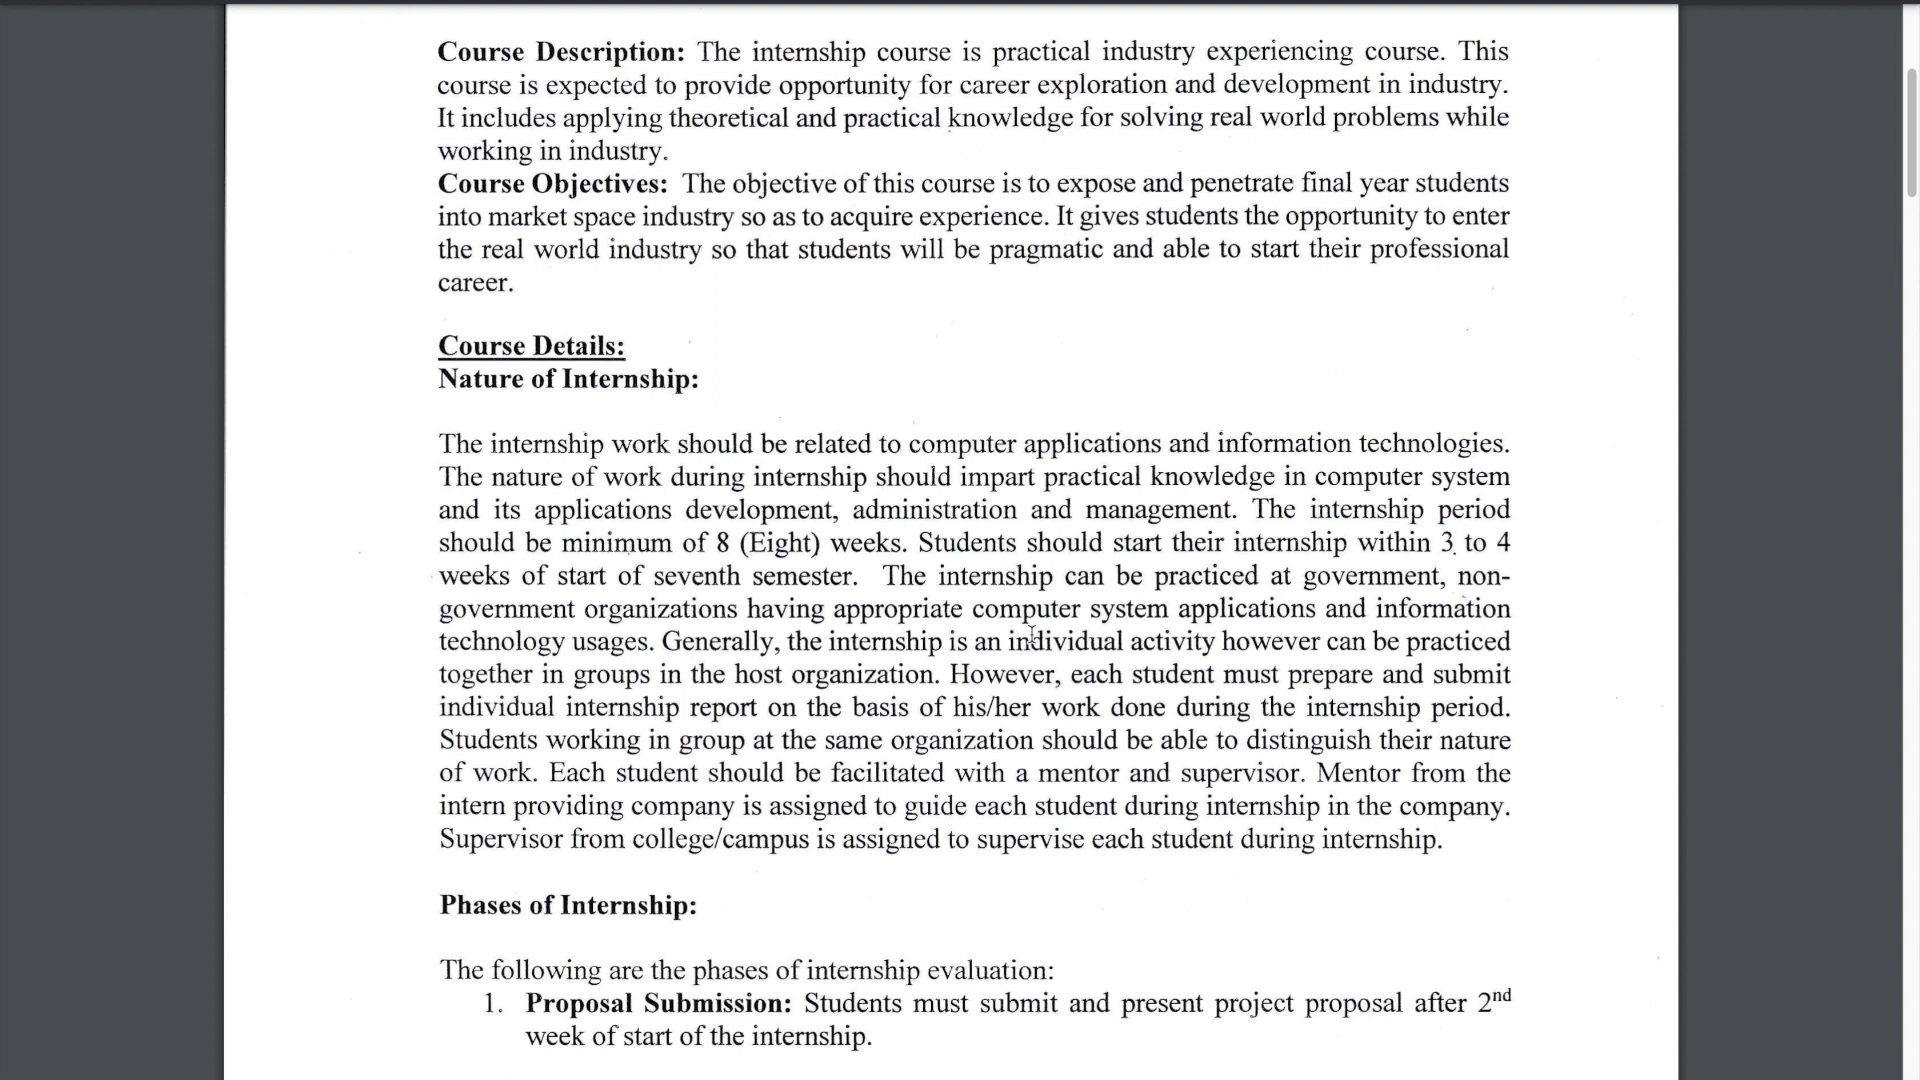 Course Description: The internship course is practical industry experiencing course. This
course is expected to provide opportunity for career exploration and development in industry.
It includes applying theoretical and practical knowledge for solving real world problems while
working in industry.
Course Objectives: The objective of this course is to expose and penetrate final year students
into market space industry so as to acquire experience. It gives students the opportunity to enter
the real world industry so that students will be pragmatic and able to start their professional
career.
Course Details:
Nature of Internship:
The internship work should be related to computer applications and information technologies.
The nature of work during internship should impart practical knowledge in computer system
and its applications development, administration and management. The internship period
should be minimum of 8 (Eight) weeks. Students should start their internship within 3 to 4
weeks of start of seventh semester. The internship can be practiced at government, non-
government organizations having appropriate computer system applications and information
technology usages. Generally, the internship is an individual activity however can be practiced
together in groups in the host organization. However, each student must prepare and submit
individual internship report on the basis of his/her work done during the internship period.
Students working in group at the same organization should be able to distinguish their nature
of work. Each student should be facilitated with a mentor and supervisor. Mentor from the
intern providing company is assigned to guide each student during internship in the company.
Supervisor from college/campus is assigned to supervise each student during internship.
Phases of Internship:
The following are the phases of internship evaluation:
1. Proposal Submission: Students must submit and present project proposal after 2nd
week of start of the internship.